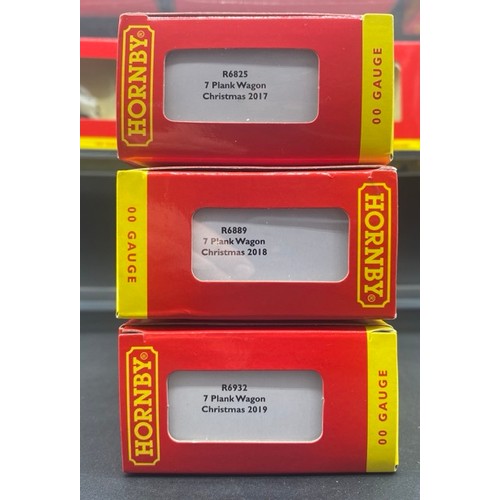 HORNBY®
R6825
7 Plank Wagon
Christmas 2017
00 GAUGE
00 GAUGE
R6889
7 Plank Wagon
Christmas 2018
HORNBY®
HORNBY®
R6932
7 Plank Wagon
Christmas 2019
00 GAUGE